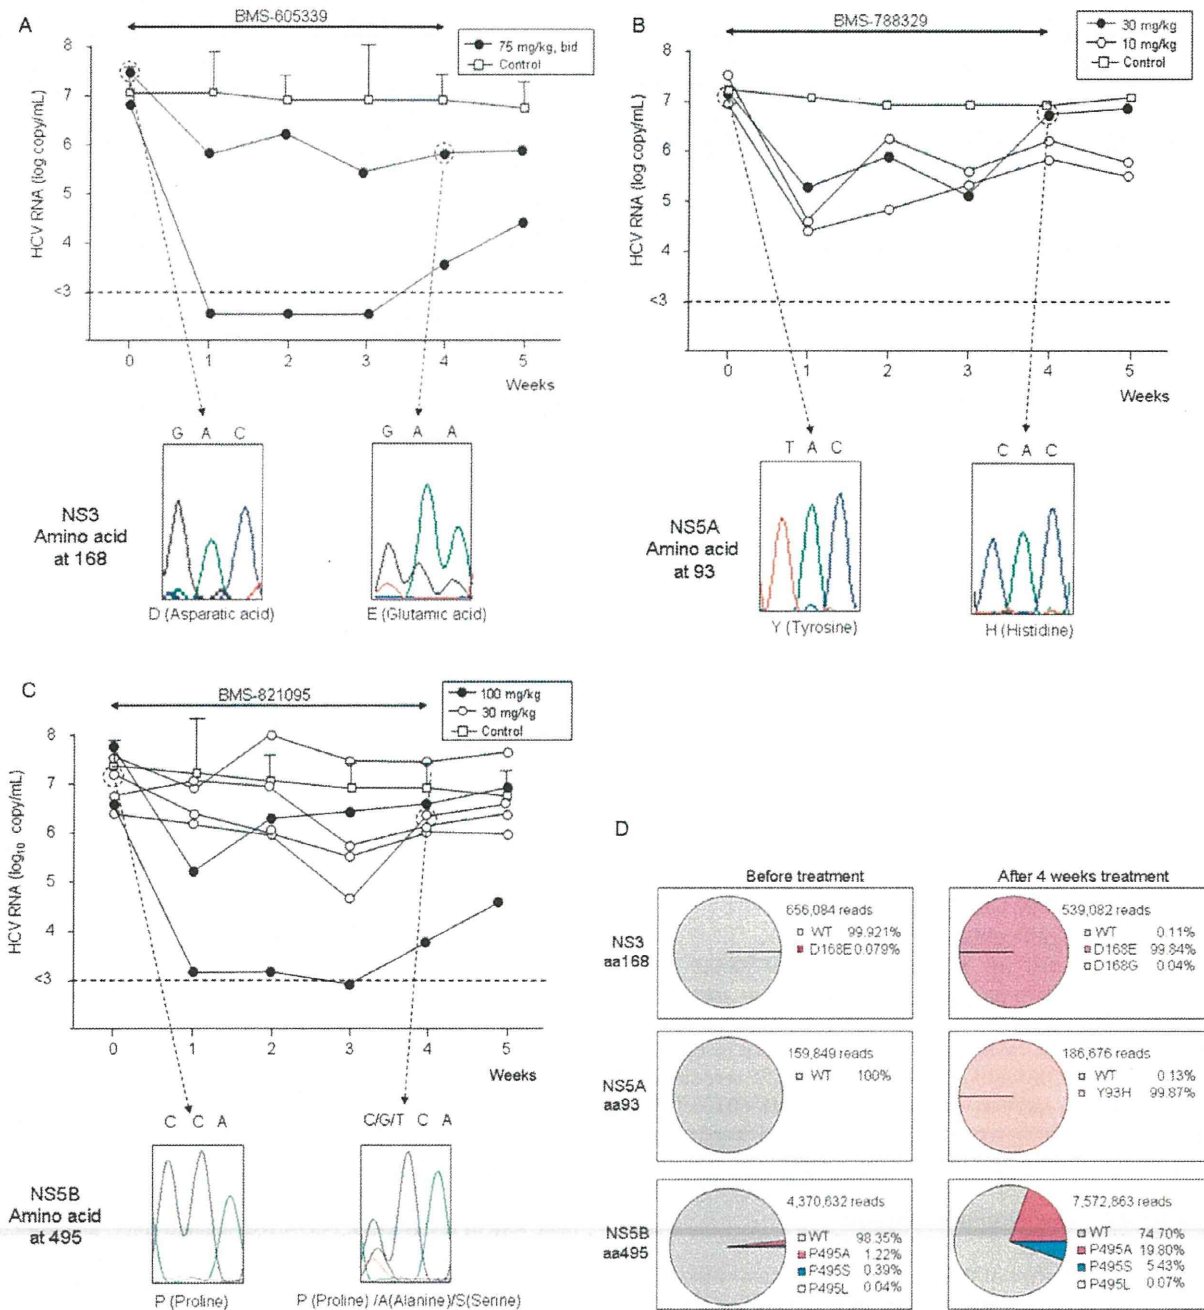 A
BMS-605339
75 mg/kg, bid
Control
HCV RNA (log copy/mL)
8
7
6
5
4
<3
0 1 2 3 4 5
Weeks
G A C
G A A
NS3
Amino acid
at 168
D (Asparatic acid)
E (Glutamic acid)
B
BMS-788329
30 mg/kg
10 mg/kg
Control
HCV RNA (log copy/mL)
8
7
6
5
4
<3
0 1 2 3 4 5
Weeks
T A C
C A C
NS5A
Amino acid
at 93
Y (Tyrosine)
H (Histidine)
C
BMS-821095
100 mg/kg
30 mg/kg
Control
HCV RNA (log₁₀ copy/mL)
8
7
6
5
4
<3
0 1 2 3 4 5
Weeks
C C A
C/G/T C A
NS5B
Amino acid
at 495
P (Proline)
P (Proline) /A(Alanine)/S(Serine)
D
Before treatment
After 4 weeks treatment
NS3
aa168
656,084 reads
WT 99.921%
D168E 0.079%
539,082 reads
WT 0.11%
D168E 99.84%
D168G 0.04%
NS5A
aa93
159,849 reads
WT 100%
186,676 reads
WT 0.13%
Y93H 99.87%
NS5B
aa495
4,370,632 reads
WT 98.35%
P495A 1.22%
P495S 0.39%
P495L 0.04%
7,572,863 reads
WT 74.70%
P495A 19.80%
P495S 5.43%
P495L 0.07%